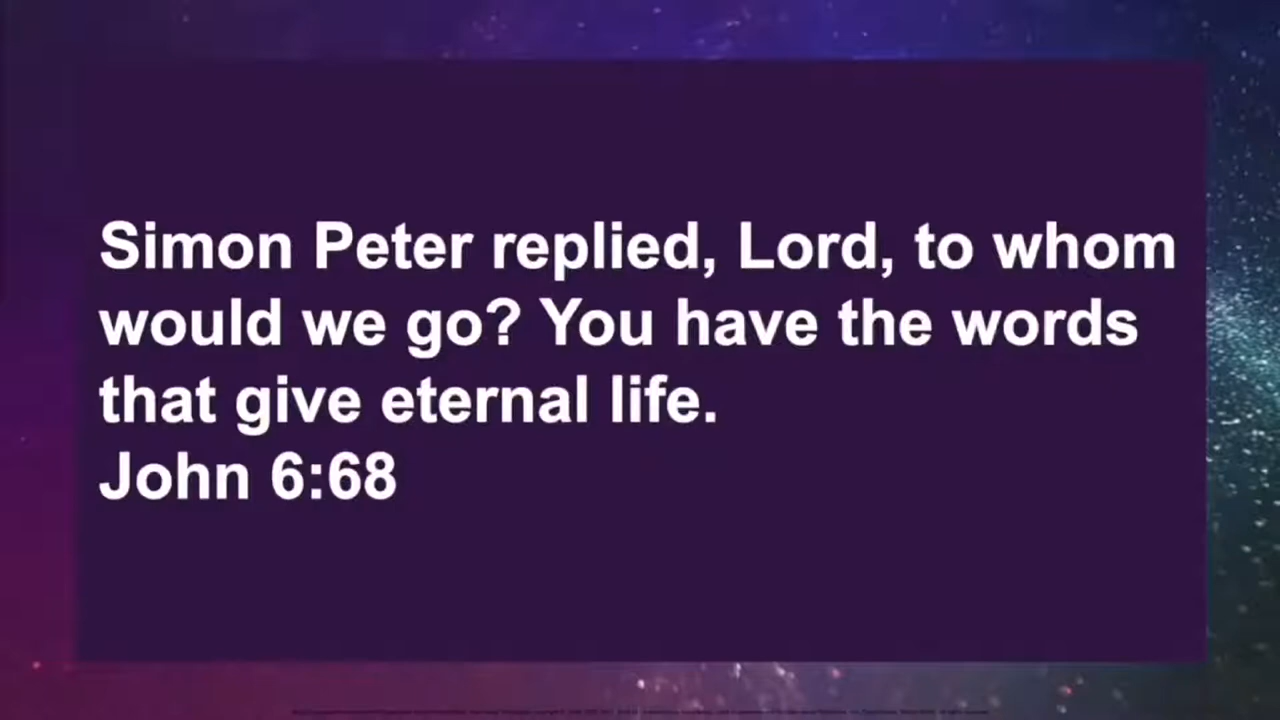 Simon Peter replied, Lord, to whom
would we go? You have the words
that give eternal life.
John 6:68